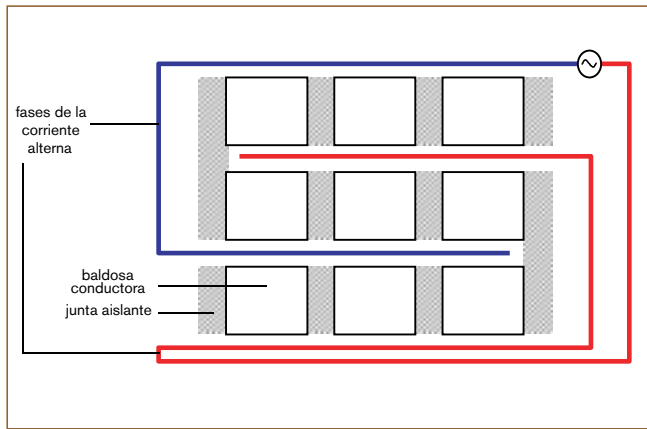 fases de la
corriente
alterna
baldosa
conductora
junta aislante